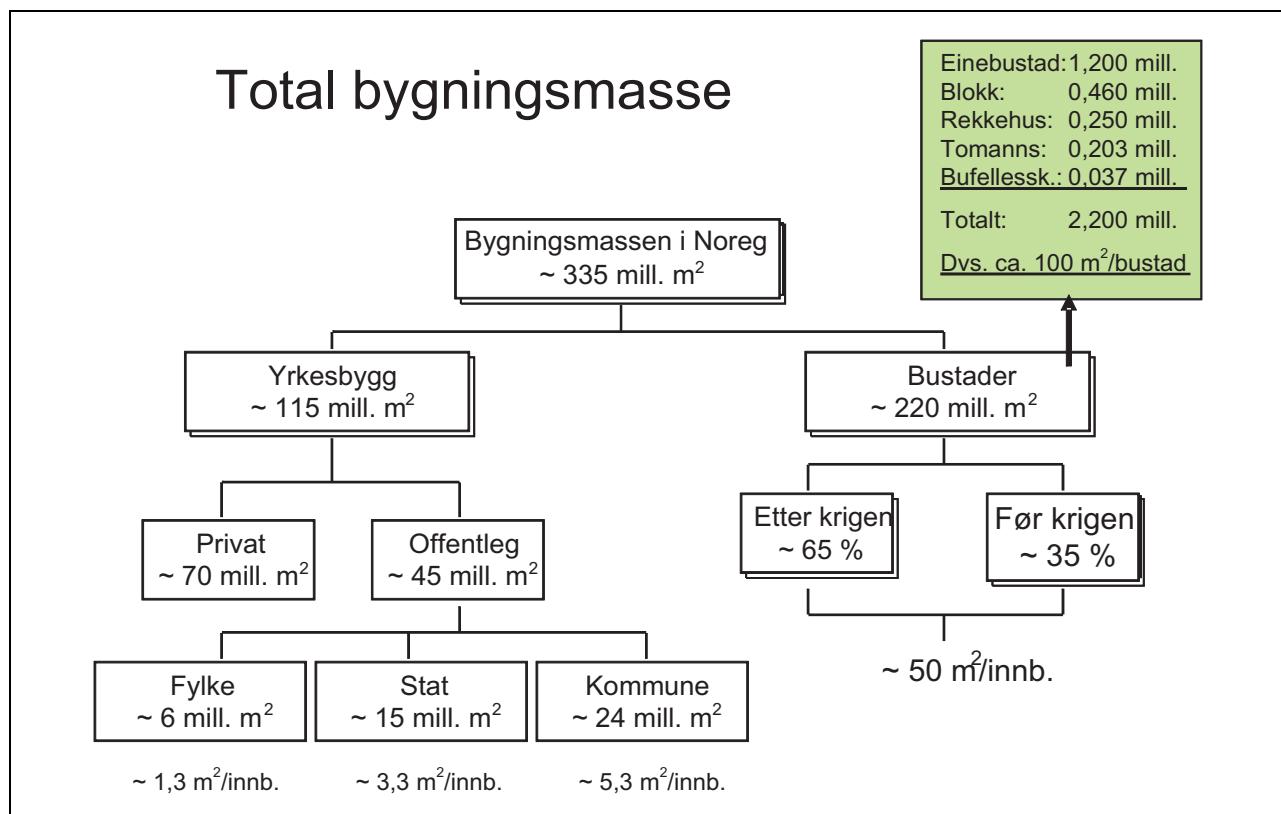 Total bygningsmasse
Einebustad: 1,200 mill.
Blokk: 0,460 mill.
Rekkehus: 0,250 mill.
Tomanns: 0,203 mill.
Bufellessk.: 0,037 mill.
Totalt: 2,200 mill.
Dvs. ca. 100 m²/bustad
Bygningsmassen i Noreg
~ 335 mill. m²
Yrkesbygg
~ 115 mill. m²
Bustader
~ 220 mill. m²
Privat
~ 70 mill. m²
Offentleg
~ 45 mill. m²
Etter krigen
~ 65 %
Før krigen
~ 35 %
~ 50 m²/innb.
Fylke
~ 6 mill. m²
Stat
~ 15 mill. m²
Kommune
~ 24 mill. m²
~ 1,3 m²/innb.
~ 3,3 m²/innb.
~ 5,3 m²/innb.